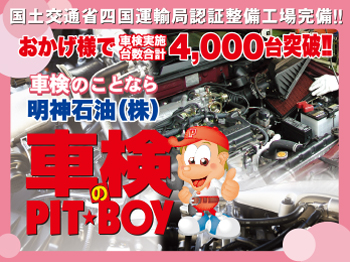 国土交通省四国運輸局認証整備工場完備!!
おかげ様で車検実施台数合計4,000台突破!!
車検のことなら
明神石油(株)
車検の
PIT★BOY